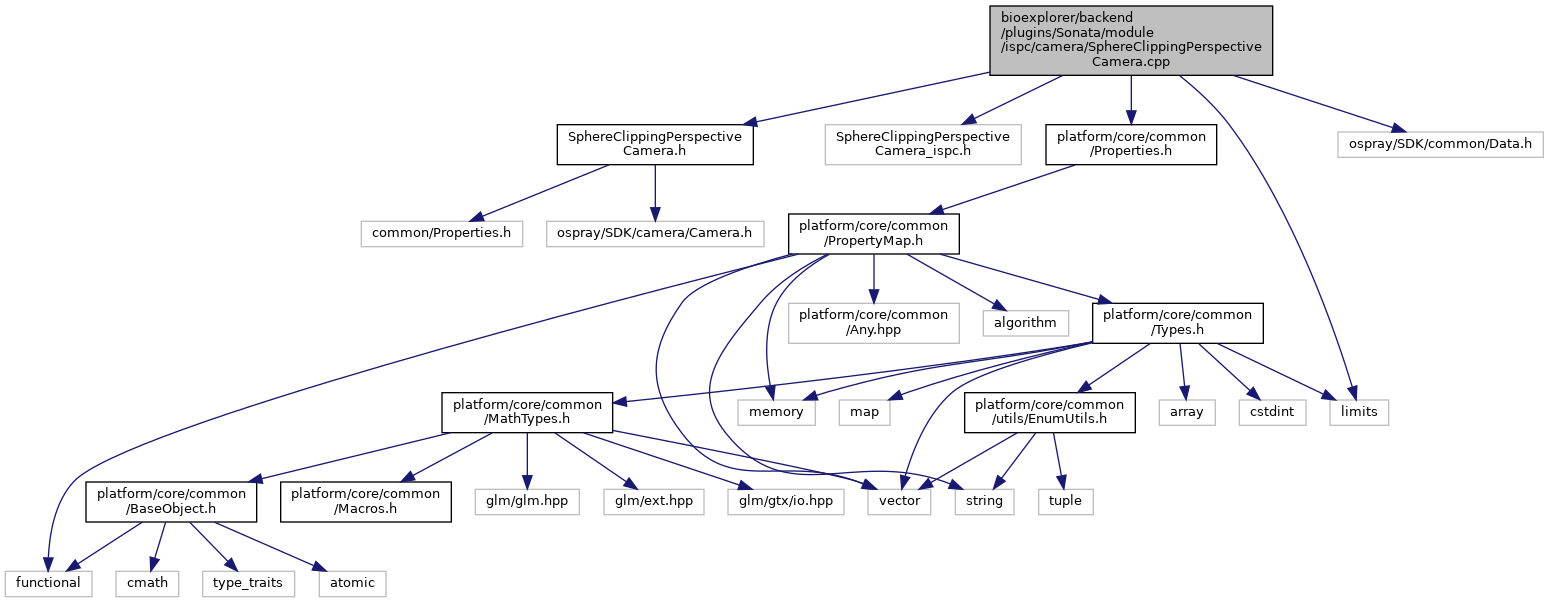 bioexplorer/backend
/plugins/Sonata/module
/ispc/camera/SphereClippingPerspective
Camera.cpp
SphereClippingPerspective
Camera.h
SphereClippingPerspective
Camera_ispc.h
platform/core/common
/Properties.h
ospray/SDK/common/Data.h
common/Properties.h
ospray/SDK/camera/Camera.h
platform/core/common
/PropertyMap.h
platform/core/common
/Any.hpp
algorithm
platform/core/common
/Types.h
platform/core/common
/MathTypes.h
memory
map
platform/core/common
/utils/EnumUtils.h
array
cstdint
limits
platform/core/common
/BaseObject.h
platform/core/common
/Macros.h
glm/glm.hpp
glm/ext.hpp
glm/gtx/io.hpp
vector
string
tuple
functional
cmath
type_traits
atomic